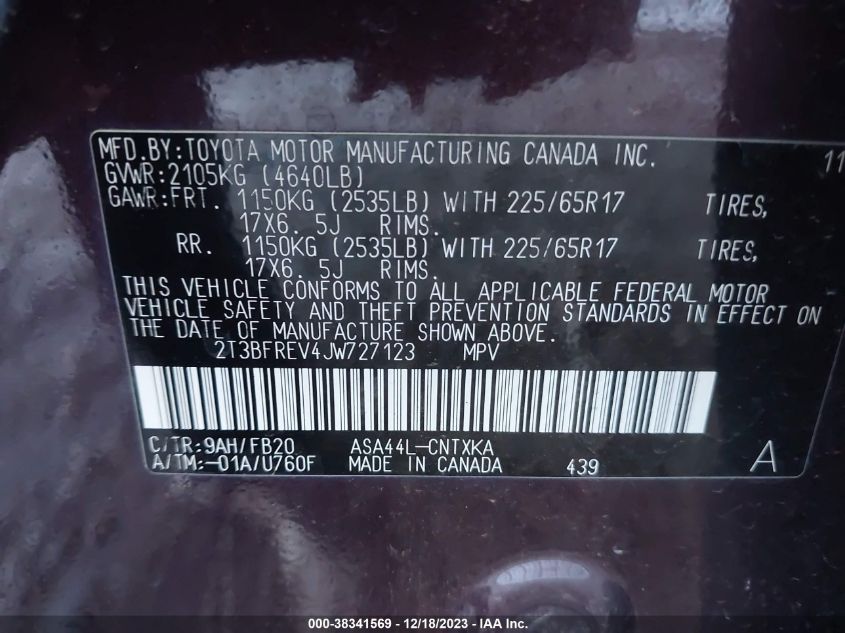 MFD.BY:TOYOTA MOTOR MANUFACTURING CANADA INC. 11
GVWR:2105KG (4640LB)
GAWR:FRT. 1150KG (2535LB) WITH 225/65R17 TIRES,
17X6. 5J RIMS.
RR. 1150KG (2535LB) WITH 225/65R17 TIRES,
17X6. 5J RIMS.
THIS VEHICLE CONFORMS TO ALL APPLICABLE FEDERAL MOTOR
VEHICLE SAFETY AND THEFT PREVENTION STANDARDS IN EFFECT ON
THE DATE OF MANUFACTURE SHOWN ABOVE.
2T3BFREV4JW727123 MPV
C/TR:9AH/FB20 ASA44L-CNTXKA
A/TM:-01A/U760F MADE IN CANADA 439 A
000-38341569 - 12/18/2023 - IAA Inc.